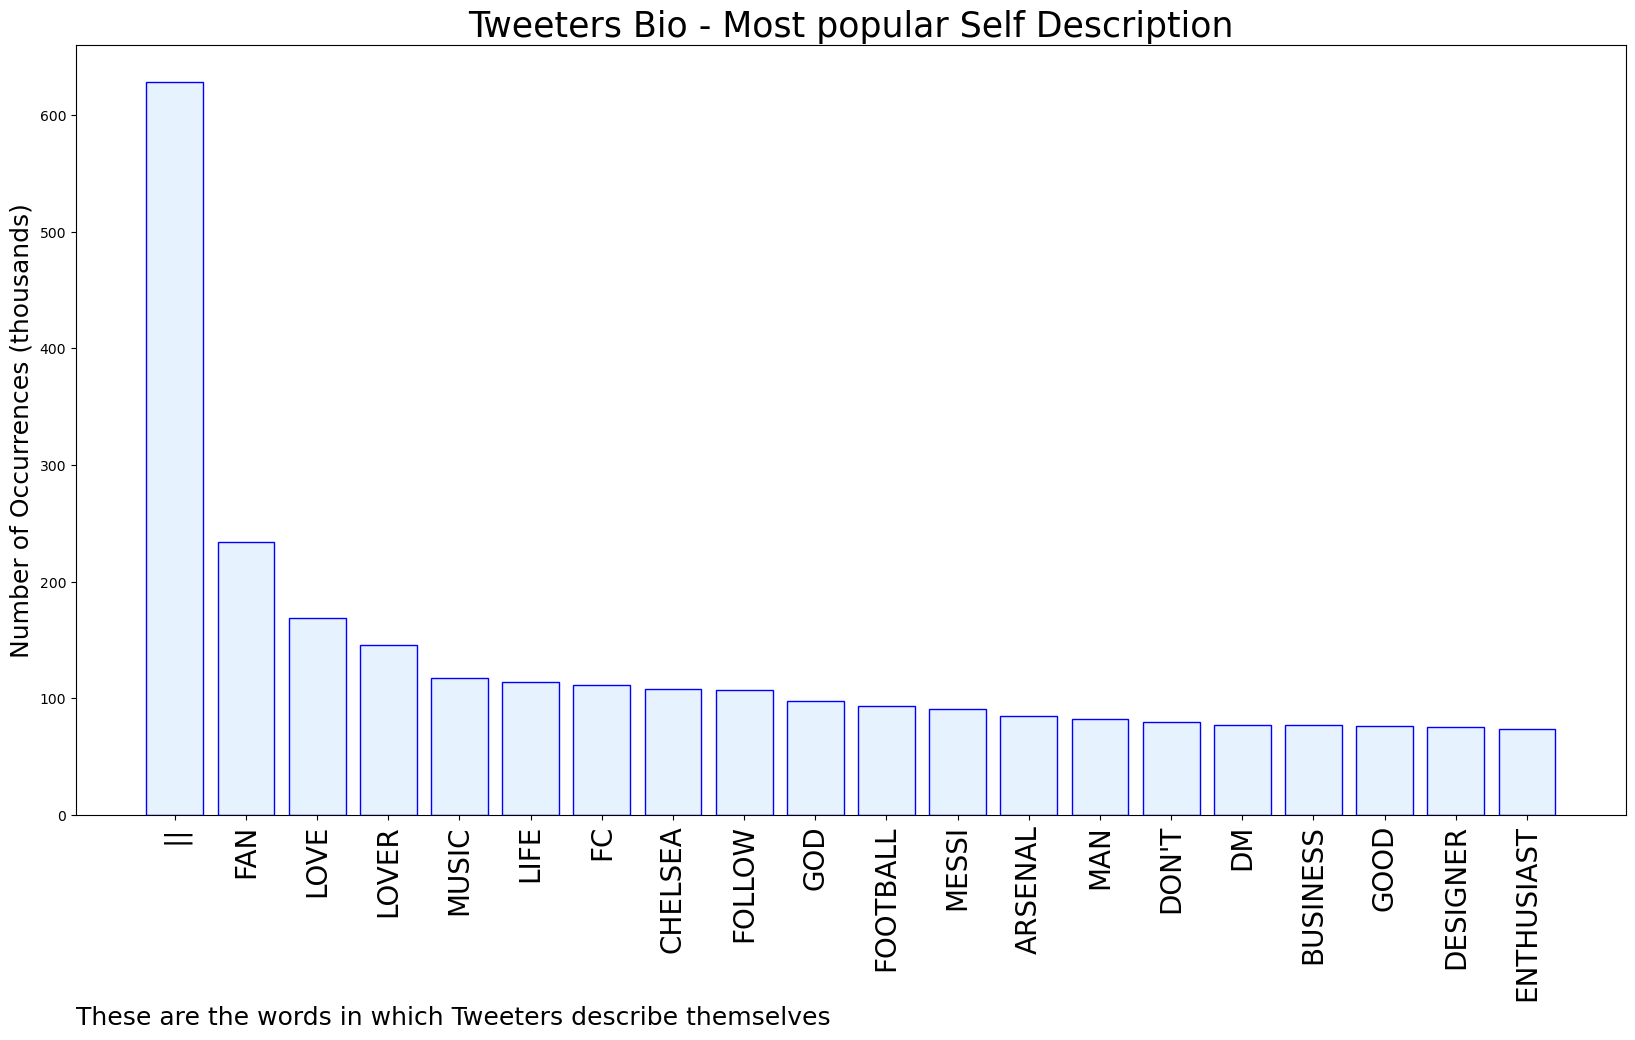 Tweeters Bio - Most popular Self Description
Number of Occurrences (thousands)
600
500
400
300
200
100
0
||
FAN
LOVE
LOVER
MUSIC
LIFE
FC
CHELSEA
FOLLOW
GOD
FOOTBALL
MESSI
ARSENAL
MAN
DON'T
DM
BUSINESS
GOOD
DESIGNER
ENTHUSIAST
These are the words in which Tweeters describe themselves